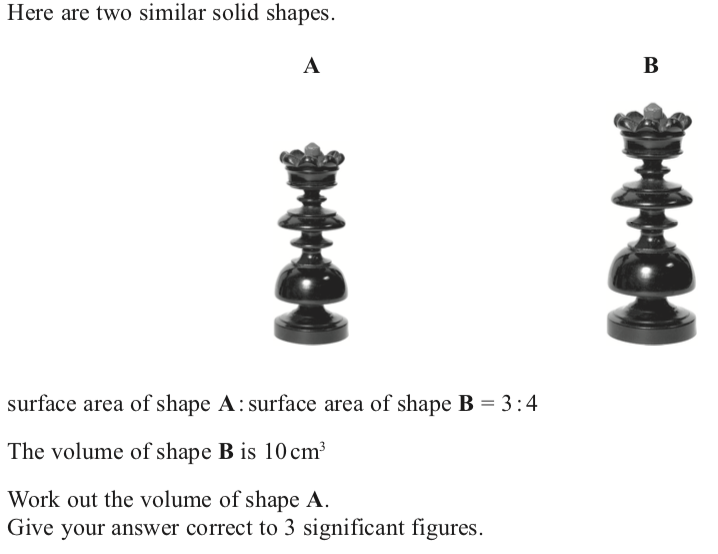 Here are two similar solid shapes.
A
B
surface area of shape A : surface area of shape B = 3 : 4
The volume of shape B is 10 cm³
Work out the volume of shape A.
Give your answer correct to 3 significant figures.